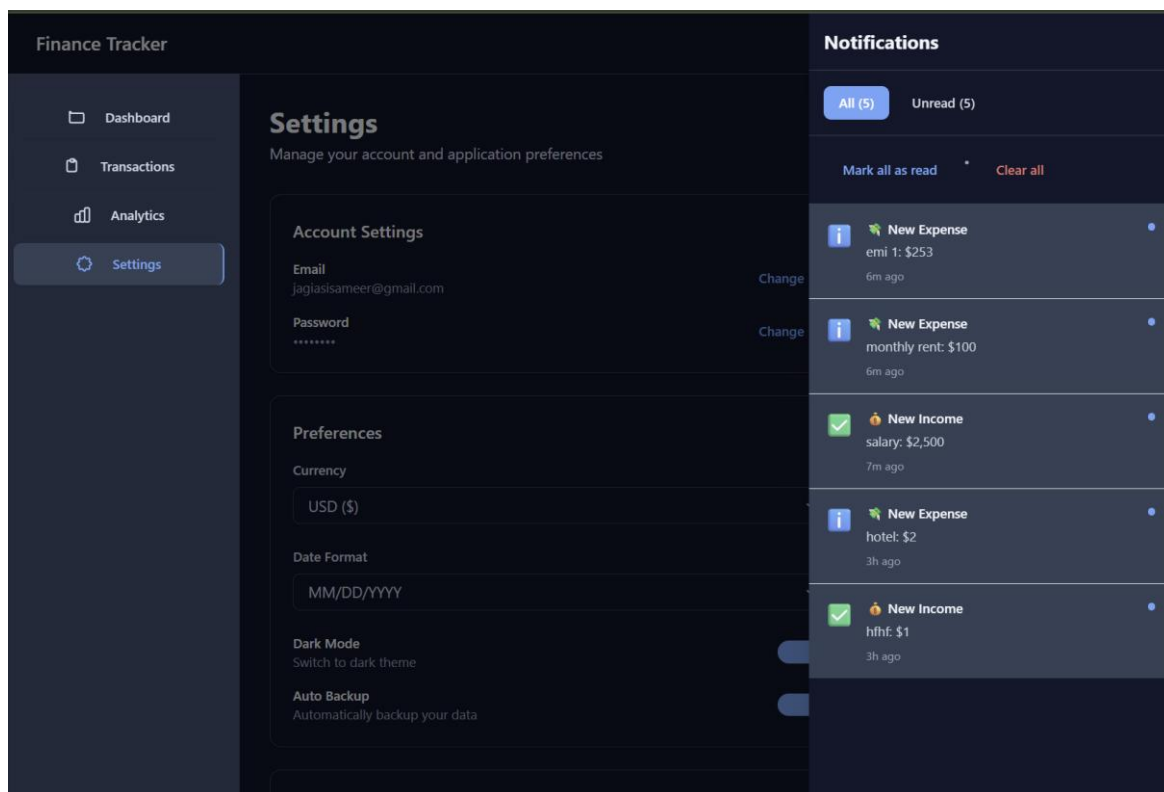 Finance Tracker
Dashboard
Transactions
Analytics
Settings
Settings
Manage your account and application preferences
Account Settings
Email
jagiasisameer@gmail.com
Change
Password
••••••••
Change
Preferences
Currency
USD ($)
Date Format
MM/DD/YYYY
Dark Mode
Switch to dark theme
Auto Backup
Automatically backup your data
Notifications
All (5) Unread (5)
Mark all as read • Clear all
New Expense
emi 1: $253
6m ago
New Expense
monthly rent: $100
6m ago
New Income
salary: $2,500
7m ago
New Expense
hotel: $2
3h ago
New Income
hfhf: $1
3h ago